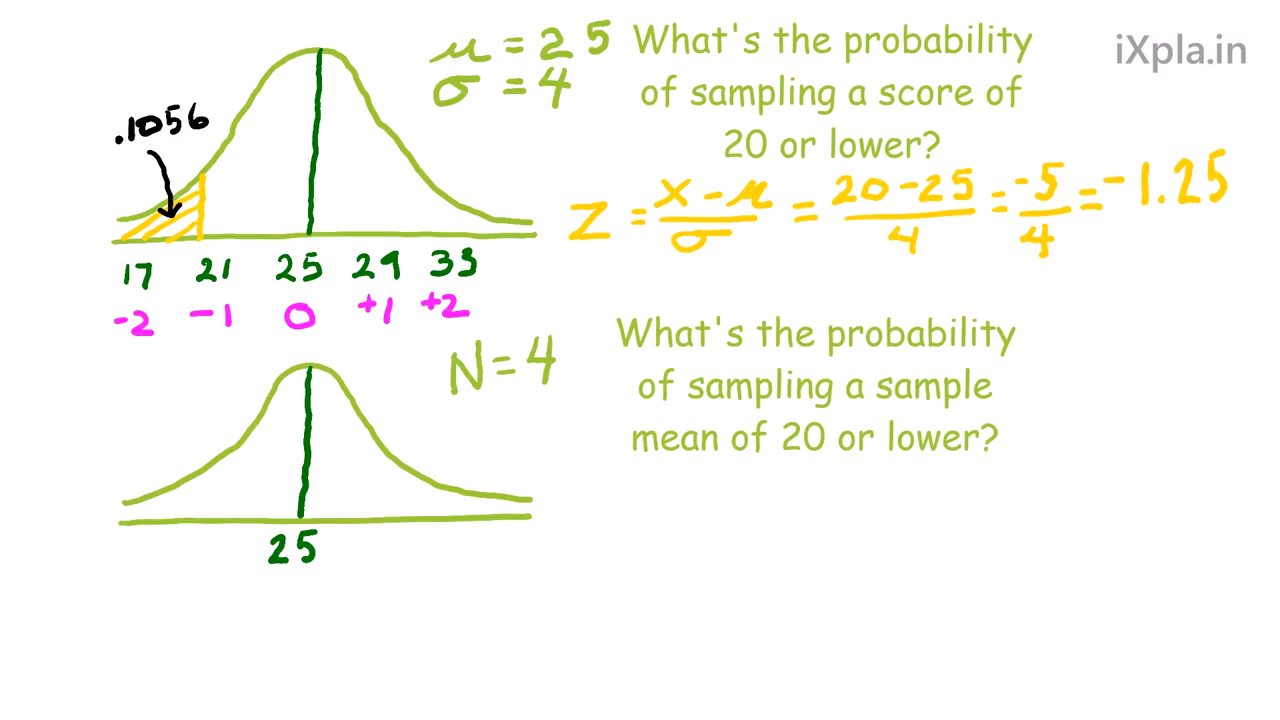 μ = 25
σ = 4
What's the probability
of sampling a score of
20 or lower?
iXpla.in
.1056
Z = x - μ / σ = 20 - 25 / 4 = -5 / 4 = -1.25
17 21 25 29 33
-2 -1 0 +1 +2
N = 4
What's the probability
of sampling a sample
mean of 20 or lower?
25